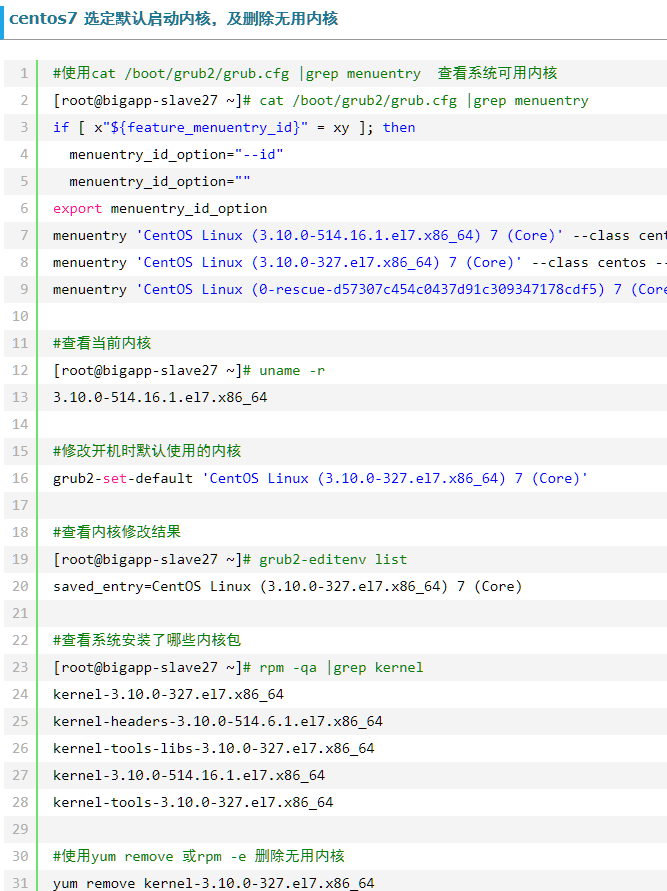 centos7 选定默认启动内核，及删除无用内核
1 #使用cat /boot/grub2/grub.cfg |grep menuentry  查看系统可用内核
2 [root@bigapp-slave27 ~]# cat /boot/grub2/grub.cfg |grep menuentry
3 if [ x"${feature_menuentry_id}" = xy ]; then
4   menuentry_id_option="--id"
5   menuentry_id_option=""
6 export menuentry_id_option
7 menuentry 'CentOS Linux (3.10.0-514.16.1.el7.x86_64) 7 (Core)' --class cent
8 menuentry 'CentOS Linux (3.10.0-327.el7.x86_64) 7 (Core)' --class centos --
9 menuentry 'CentOS Linux (0-rescue-d57307c454c0437d91c309347178cdf5) 7 (Core
10
11 #查看当前内核
12 [root@bigapp-slave27 ~]# uname -r
13 3.10.0-514.16.1.el7.x86_64
14
15 #修改开机时默认使用的内核
16 grub2-set-default 'CentOS Linux (3.10.0-327.el7.x86_64) 7 (Core)'
17
18 #查看内核修改结果
19 [root@bigapp-slave27 ~]# grub2-editenv list
20 saved_entry=CentOS Linux (3.10.0-327.el7.x86_64) 7 (Core)
21
22 #查看系统安装了哪些内核包
23 [root@bigapp-slave27 ~]# rpm -qa |grep kernel
24 kernel-3.10.0-327.el7.x86_64
25 kernel-headers-3.10.0-514.6.1.el7.x86_64
26 kernel-tools-libs-3.10.0-327.el7.x86_64
27 kernel-3.10.0-514.16.1.el7.x86_64
28 kernel-tools-3.10.0-327.el7.x86_64
29
30 #使用yum remove 或rpm -e 删除无用内核
31 yum remove kernel-3.10.0-327.el7.x86_64